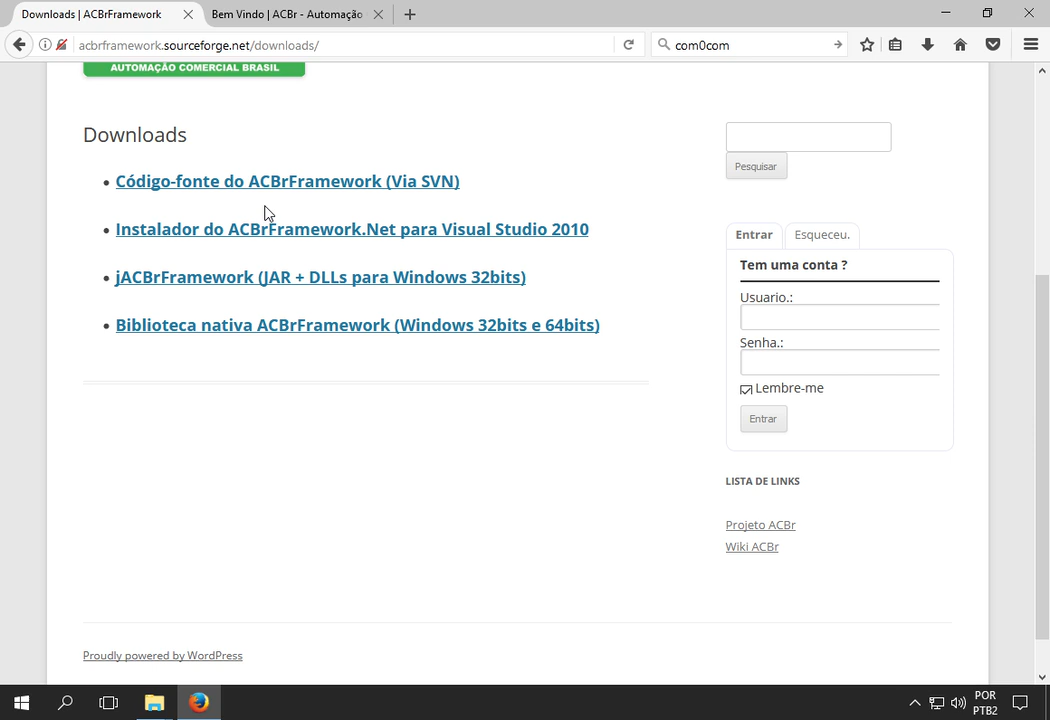 Downloads | ACBrFramework
Bem Vindo | ACBr - Automação
acbrframework.sourceforge.net/downloads/
com0com
AUTOMAÇÃO COMERCIAL BRASIL
Downloads
Código-fonte do ACBrFramework (Via SVN)
Instalador do ACBrFramework.Net para Visual Studio 2010
jACBrFramework (JAR + DLLs para Windows 32bits)
Biblioteca nativa ACBrFramework (Windows 32bits e 64bits)
Pesquisar
Entrar
Esqueceu.
Tem uma conta ?
Usuario.:
Senha.:
Lembre-me
Entrar
LISTA DE LINKS
Projeto ACBr
Wiki ACBr
Proudly powered by WordPress
POR
PTB2